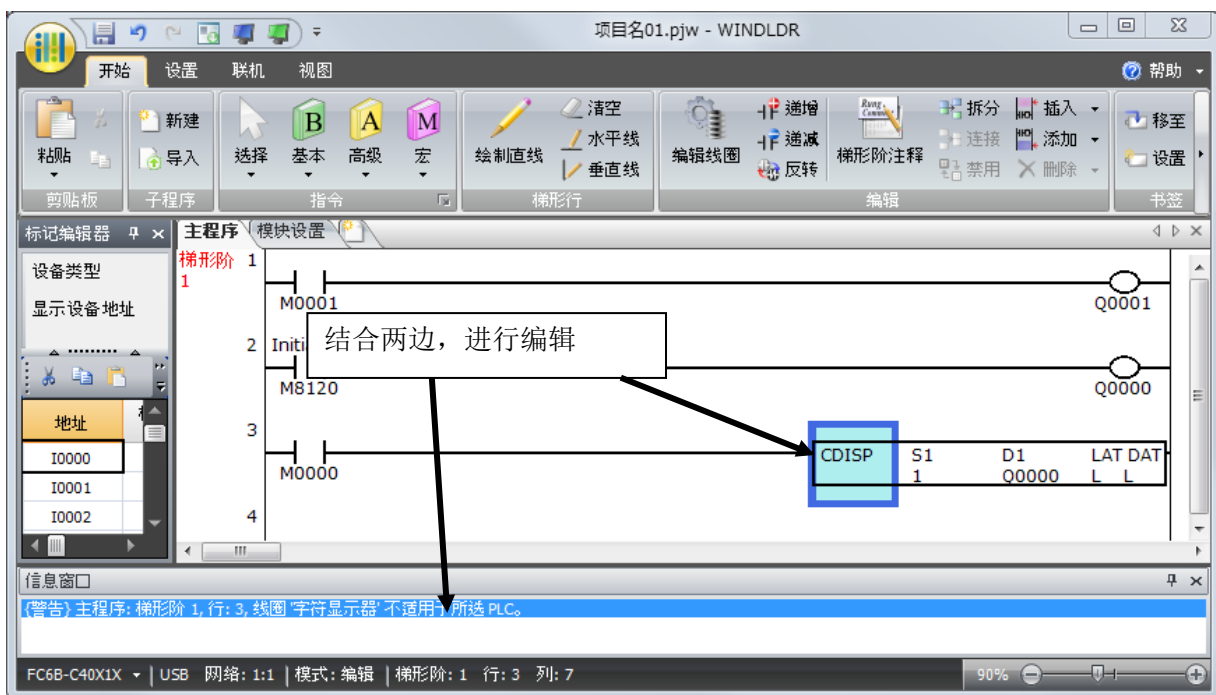 项目名01.pjw - WINDLDR
开始 设置 联机 视图 帮助
粘贴
剪贴板
新建
导入
子程序
选择 基本 高级 宏
B A M
指令
绘制直线
清空
水平线
垂直线
梯形行
编辑线圈
递增
递减
反转
Rung
Comment
梯形阶注释
拆分 插入
连接 添加
禁用 删除
编辑
移至
设置
书签
标记编辑器
设备类型
显示设备地址
地址
I0000
I0001
I0002
主程序 模块设置
梯形阶 1
1
M0001 Q0001
结合两边，进行编辑
2
M8120 Q0000
3
M0000
CDISP S1 D1 LAT DAT
1 Q0000 L L
4
信息窗口
{警告} 主程序: 梯形阶 1, 行: 3, 线圈 '字符显示器' 不适用于所选 PLC。
FC6B-C40X1X USB 网络: 1:1 模式: 编辑 梯形阶: 1 行: 3 列: 7 90%